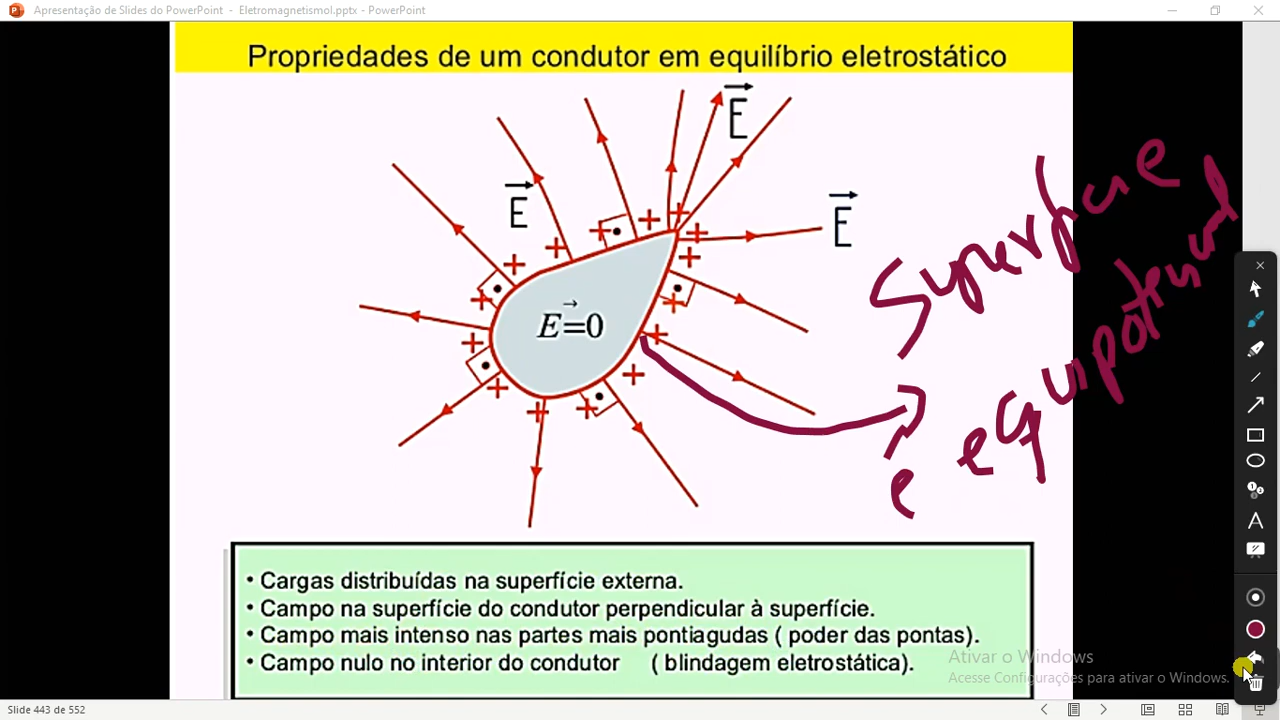 Apresentação de Slides do PowerPoint - Eletromagnetismol.pptx - PowerPoint
Propriedades de um condutor em equilíbrio eletrostático
E
E
E
E=0
Superfície
e equipotencial
• Cargas distribuídas na superfície externa.
• Campo na superfície do condutor perpendicular à superfície.
• Campo mais intenso nas partes mais pontiagudas ( poder das pontas).
• Campo nulo no interior do condutor ( blindagem eletrostática).
Ativar o Windows
Acesse Configurações para ativar o Windows.
Slide 443 de 552